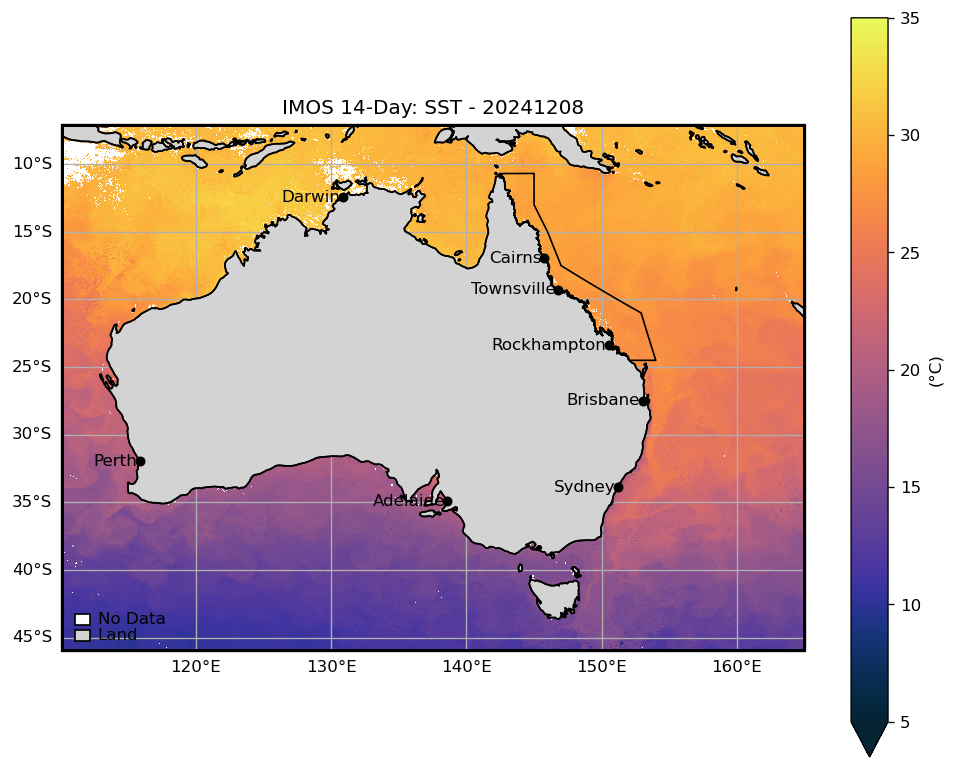 IMOS 14-Day: SST - 20241208
35
30
25
20
15
10
5
(°C)
10°S
15°S
20°S
25°S
30°S
35°S
40°S
45°S
Darwin
Cairns
Townsville
Rockhampton
Brisbane
Perth
Sydney
Adelaide
No Data
Land
120°E 130°E 140°E 150°E 160°E